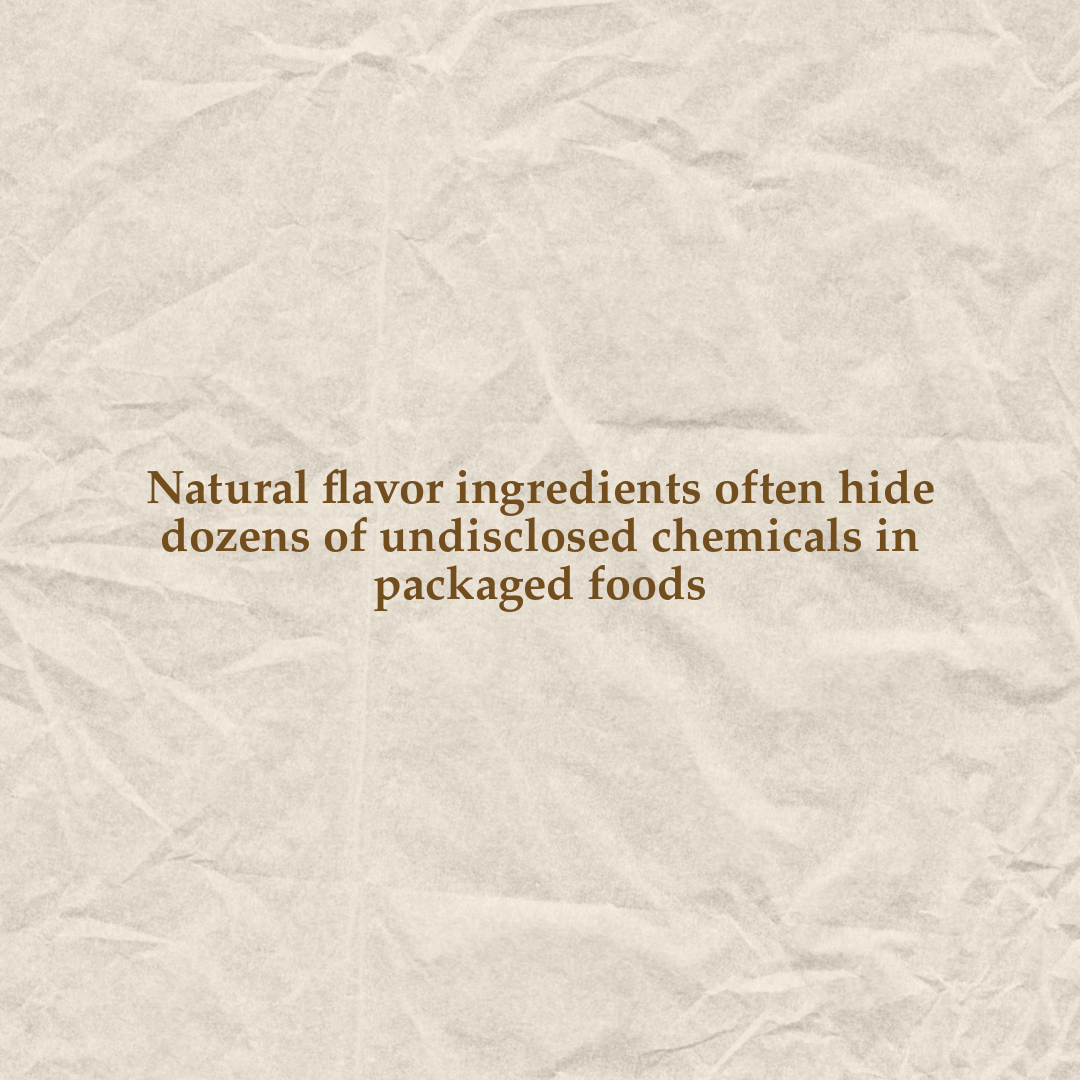 Natural flavor ingredients often hide
dozens of undisclosed chemicals in
packaged foods